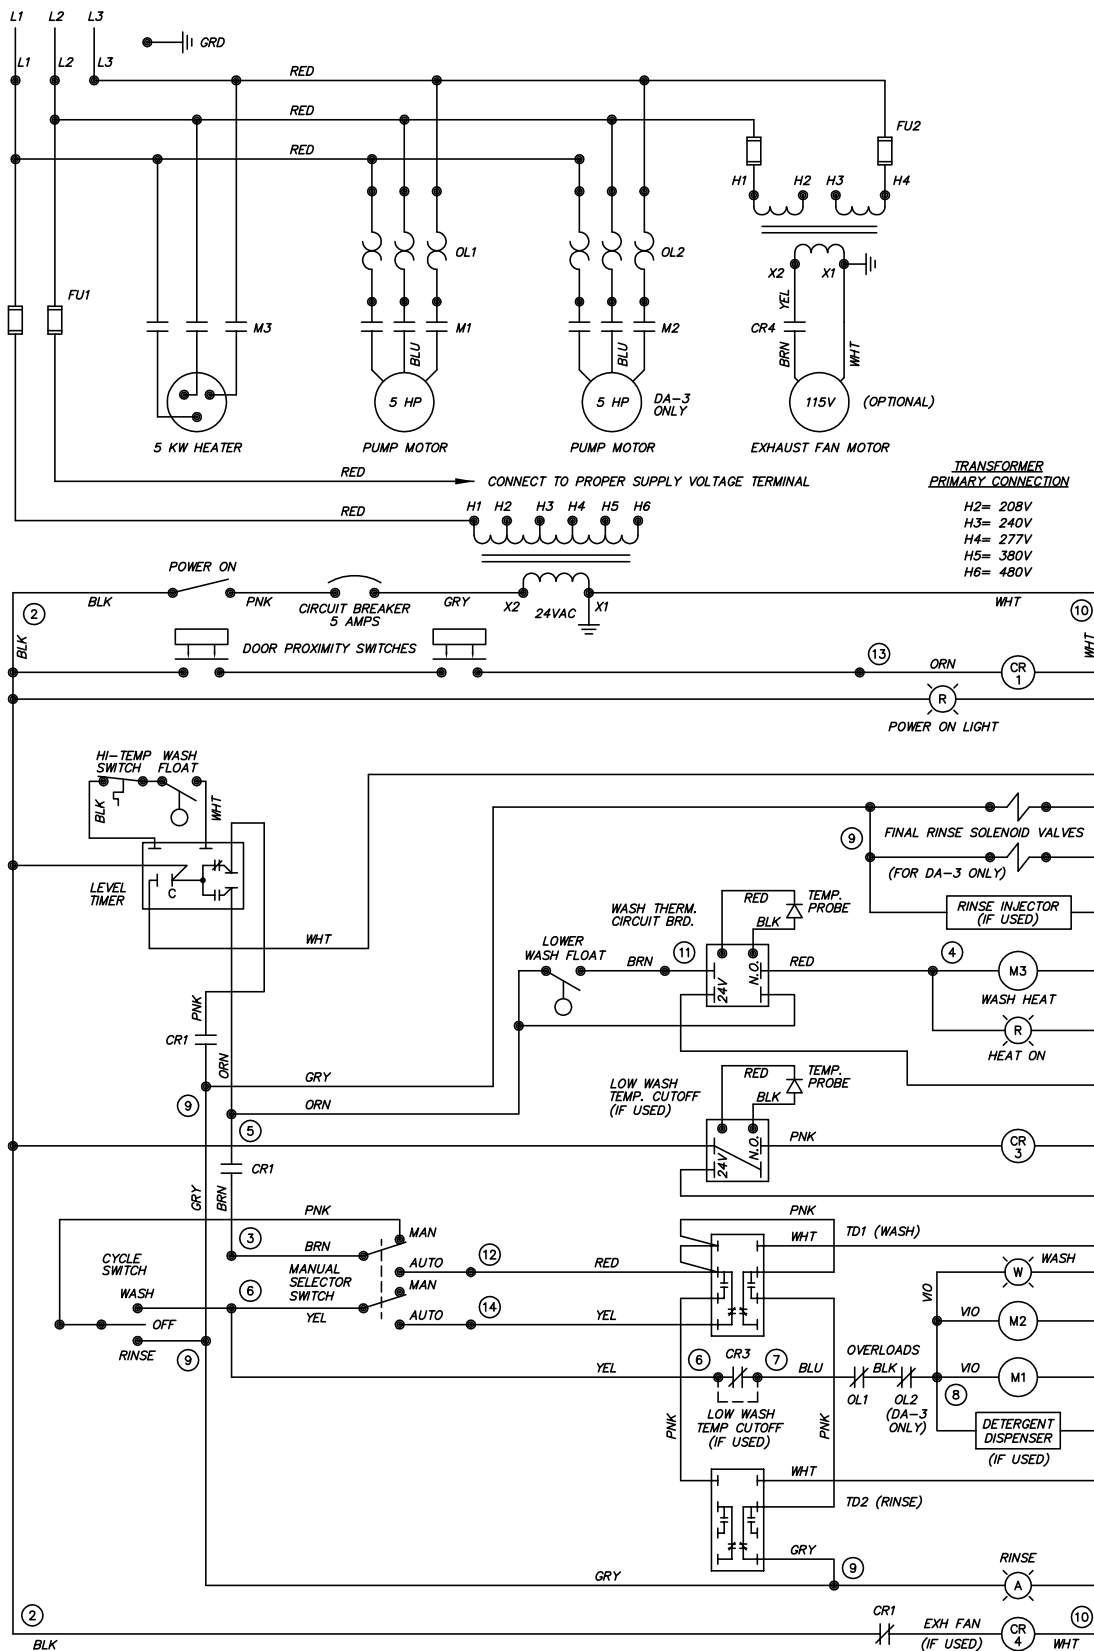 L1 L2 L3
GRD
L1 L2 L3
RED
RED
RED
FU2
H1 H2 H3 H4
OL1
OL2
X2 X1
YEL
FU1
M3
M1
M2
CR4
BLU
BLU
BRN
WHT
5 HP
5 HP
DA-3
ONLY
115V
(OPTIONAL)
5 KW HEATER
PUMP MOTOR
PUMP MOTOR
EXHAUST FAN MOTOR
RED
CONNECT TO PROPER SUPPLY VOLTAGE TERMINAL
TRANSFORMER
PRIMARY CONNECTION
H2= 208V
H3= 240V
H4= 277V
H5= 380V
H6= 480V
RED
H1 H2 H3 H4 H5 H6
POWER ON
2
BLK
PNK
CIRCUIT BREAKER
5 AMPS
GRY
X2
24VAC
X1
WHT
10
BLK
WHT
DOOR PROXIMITY SWITCHES
13
ORN
CR
1
R
POWER ON LIGHT
HI-TEMP
SWITCH
WASH
FLOAT
BLK
WHT
LEVEL
TIMER
C
WHT
FINAL RINSE SOLENOID VALVES
9
(FOR DA-3 ONLY)
RINSE INJECTOR
(IF USED)
WASH THERM.
CIRCUIT BRD.
RED
BLK
TEMP.
PROBE
LOWER
WASH FLOAT
BRN
11
24V
N.O.
RED
4
M3
WASH HEAT
R
HEAT ON
PNK
CR1
ORN
GRY
9
ORN
5
LOW WASH
TEMP. CUTOFF
(IF USED)
RED
BLK
TEMP.
PROBE
24V
N.O.
PNK
CR
3
CR1
GRY
BRN
PNK
3
BRN
MAN
AUTO
12
RED
PNK
WHT
TD1 (WASH)
CYCLE
SWITCH
MANUAL
SELECTOR
SWITCH
WASH
6
YEL
MAN
AUTO
14
YEL
OFF
RINSE
9
W
WASH
VIO
VIO
M2
YEL
6
CR3
7
BLU
OVERLOADS
OL1
BLK
OL2
(DA-3
ONLY)
VIO
8
M1
LOW WASH
TEMP CUTOFF
(IF USED)
PNK
PNK
DETERGENT
DISPENSER
(IF USED)
WHT
TD2 (RINSE)
GRY
9
GRY
RINSE
A
2
BLK
CR1
EXH FAN
(IF USED)
CR
4
10
WHT